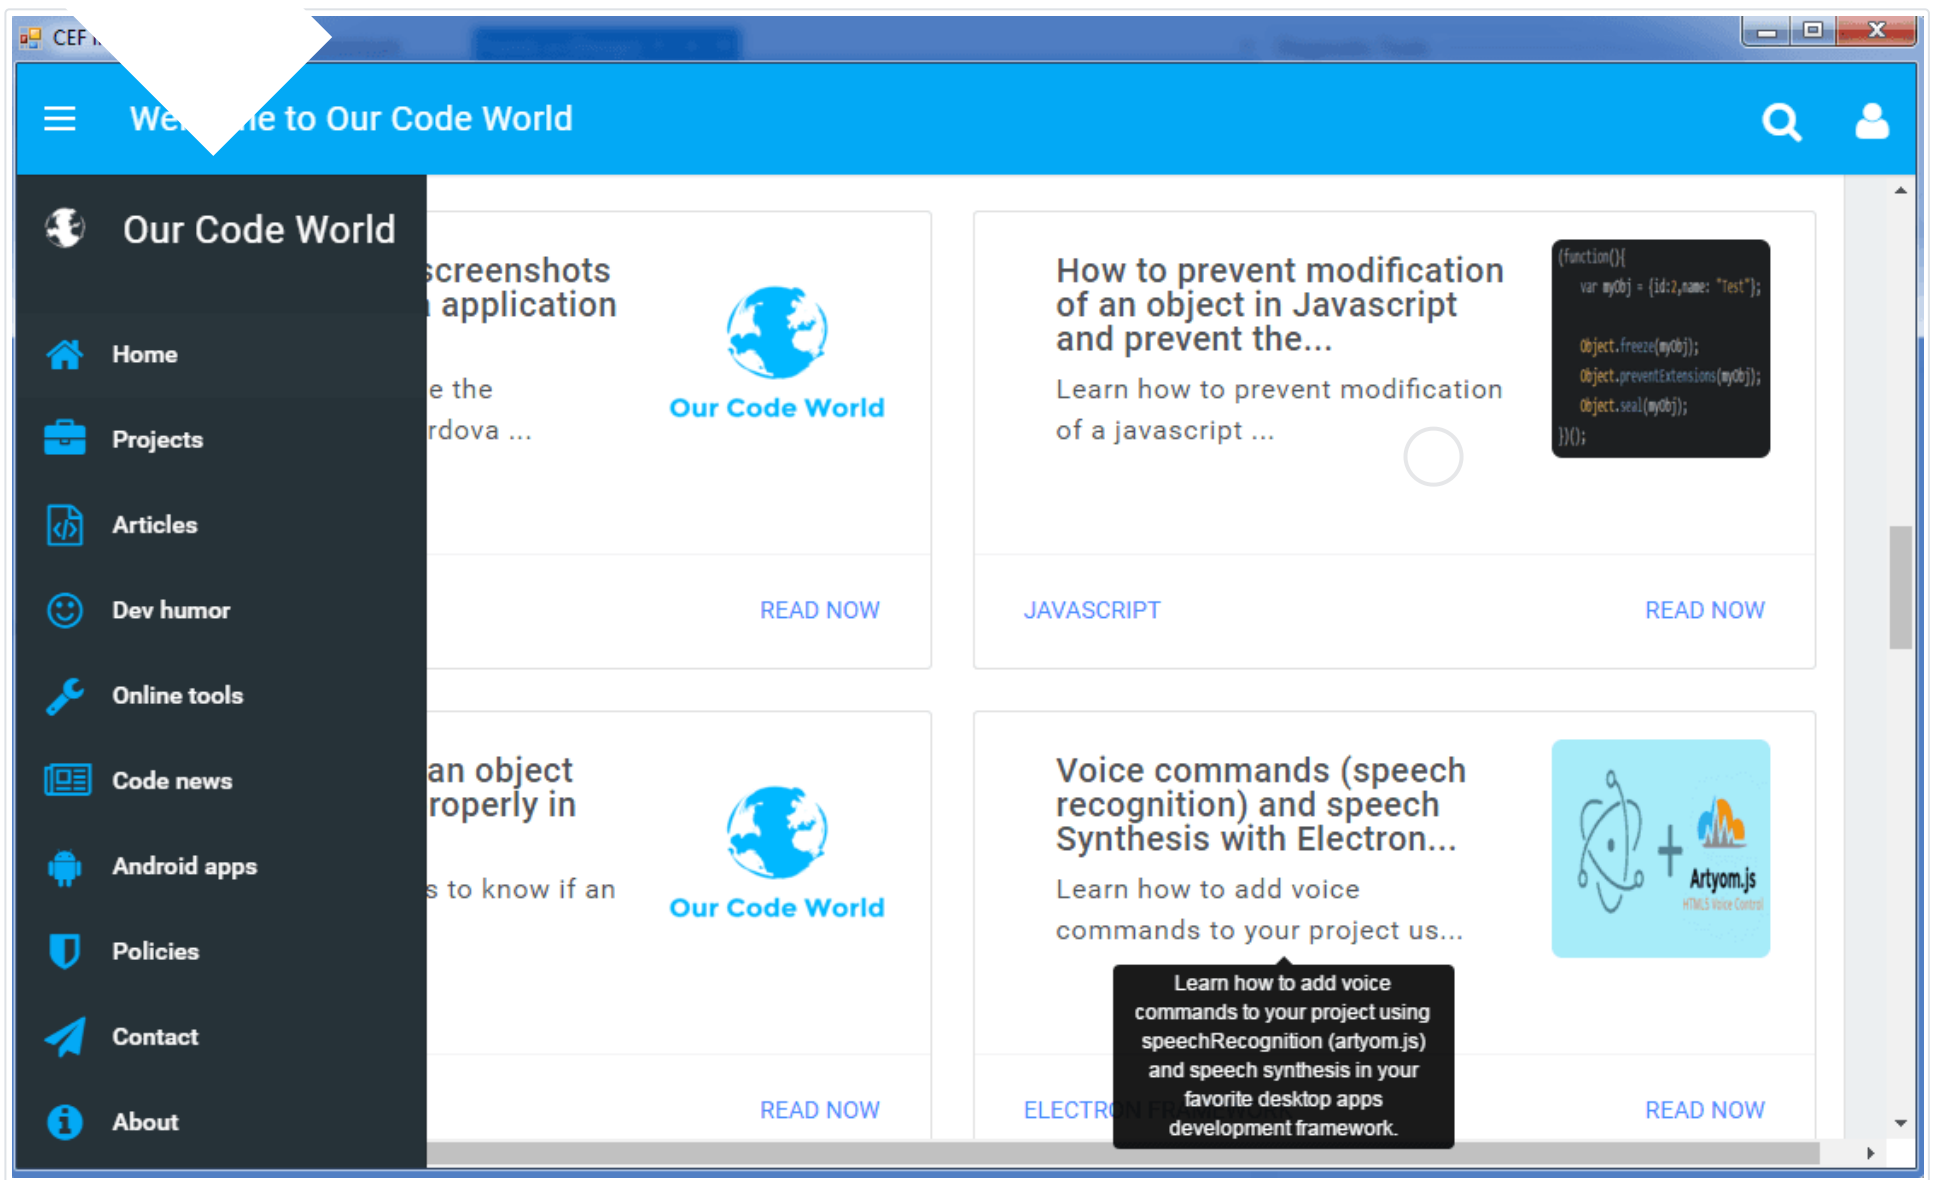 CEF
Welcome to Our Code World
Our Code World
Home
Projects
Articles
Dev humor
Online tools
Code news
Android apps
Policies
Contact
About
screenshots
application
e the
rdova ...
Our Code World
READ NOW
How to prevent modification
of an object in Javascript
and prevent the...
Learn how to prevent modification
of a javascript ...
(function(){
var myObj = {id:2,name: "Test"};
Object.freeze(myObj);
Object.preventExtensions(myObj);
Object.seal(myObj);
})();
JAVASCRIPT
READ NOW
an object
roperly in
s to know if an
Our Code World
READ NOW
Voice commands (speech
recognition) and speech
Synthesis with Electron...
Learn how to add voice
commands to your project us...
Artyom.js
HTML5 Voice Control
Learn how to add voice
commands to your project using
speechRecognition (artyom.js)
and speech synthesis in your
favorite desktop apps
development framework.
ELECTRON FRAMEWORK
READ NOW